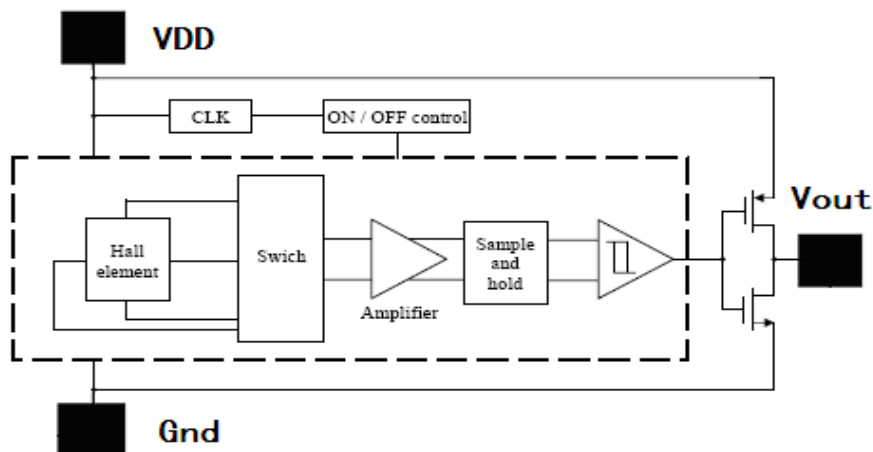 VDD
CLK
ON / OFF control
Vout
Hall
element
Swich
Amplifier
Sample
and
hold
Gnd